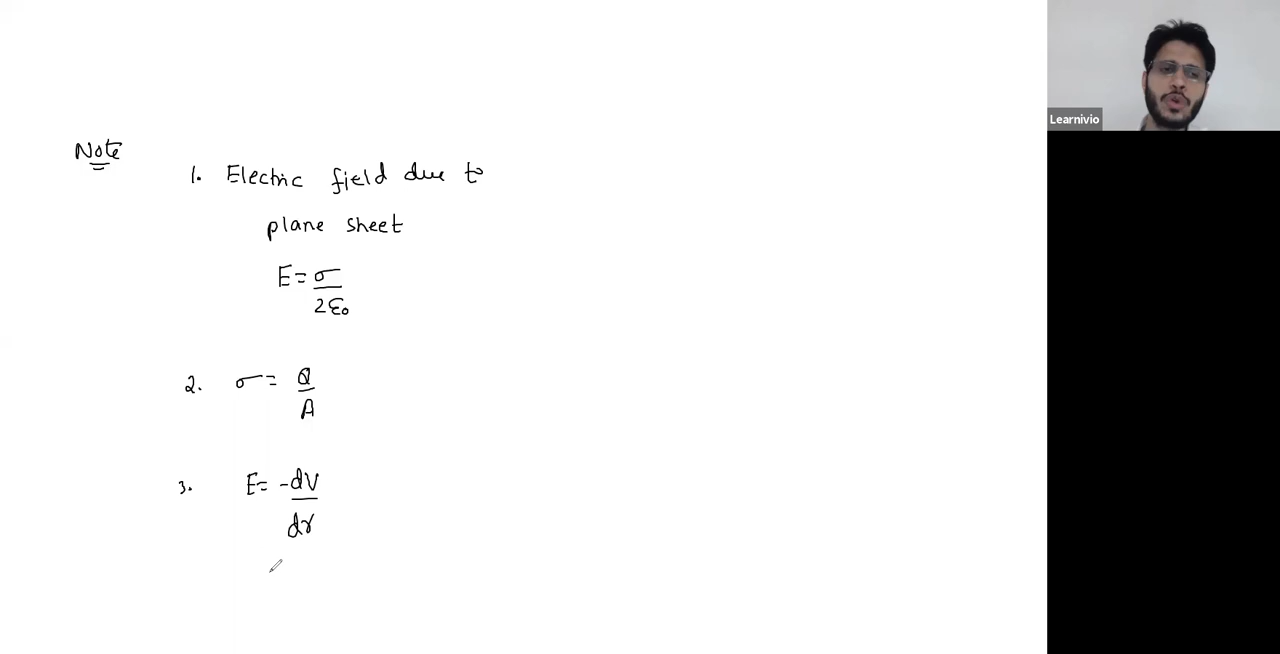 Note
1. Electric field due to
plane sheet
E = σ / 2ε₀
2. σ = Q / A
3. E = -dV / dr
Learnivio